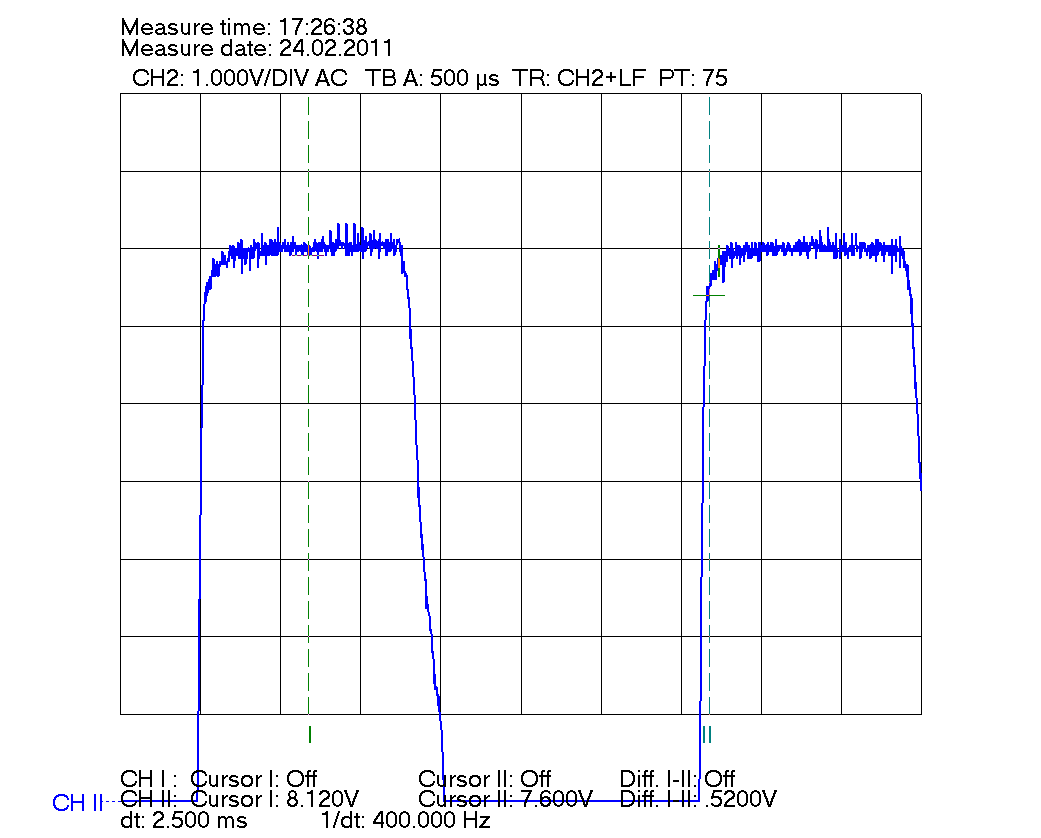 Measure time: 17:26:38
Measure date: 24.02.2011
CH2: 1.000V/DIV AC TB A: 500 µs TR: CH2+LF PT: 75
I II
CH I : Cursor I: Off Cursor II: Off Diff. I-II: Off
CH II CH II: Cursor I: 8.120V Cursor II: 7.600V Diff. I-II: .5200V
dt: 2.500 ms 1/dt: 400.000 Hz